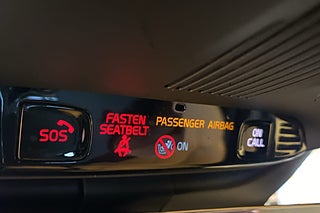 SOS
FASTEN
SEATBELT
PASSENGER AIRBAG
ON
ON
CALL